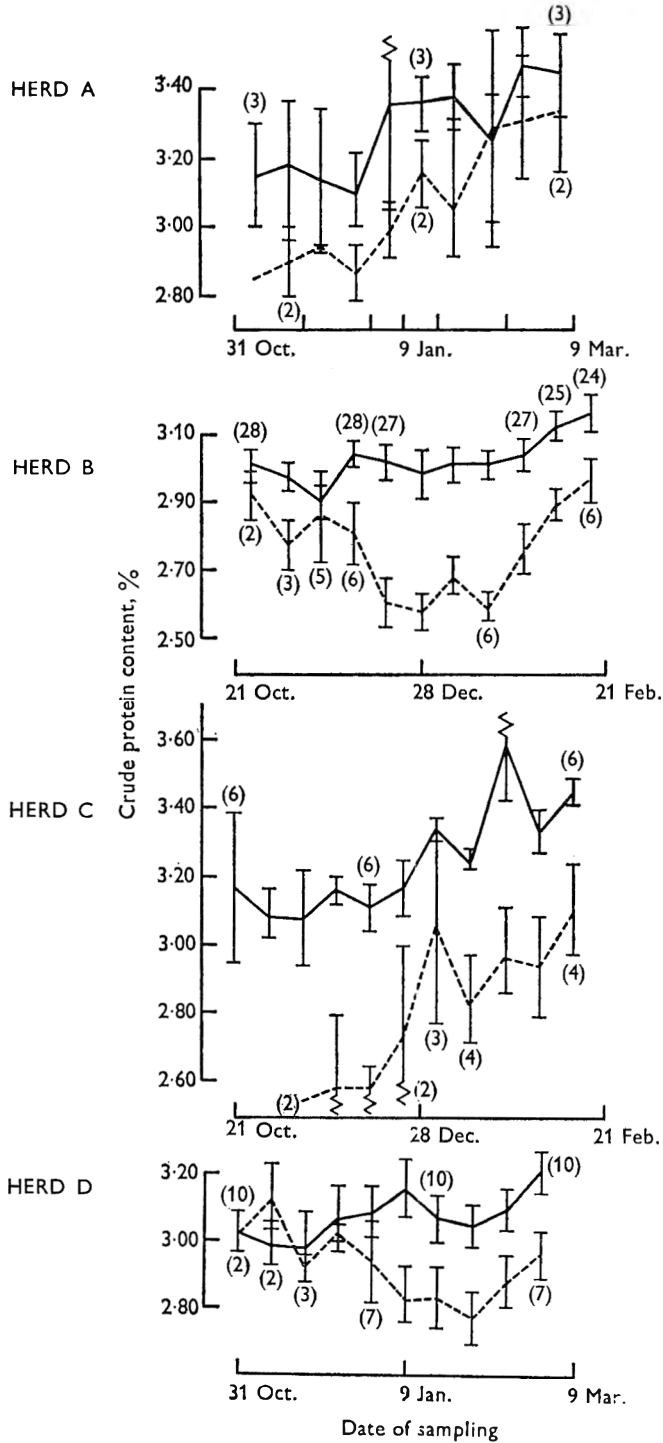 HERD A
3·40
3·20
3·00
2·80
(3)
(3)
(3)
(2)
(2)
(2)
31 Oct.
9 Jan.
9 Mar.
HERD B
3·10
2·90
2·70
2·50
(28)
(28)
(27)
(27)
(25)
(24)
(2)
(3)
(5)
(6)
(6)
(6)
21 Oct.
28 Dec.
21 Feb.
Crude protein content, %
HERD C
3·60
3·40
3·20
3·00
2·80
2·60
(6)
(6)
(6)
(2)
(2)
(3)
(4)
(4)
21 Oct.
28 Dec.
21 Feb.
HERD D
3·20
3·00
2·80
(10)
(10)
(10)
(2)
(2)
(3)
(7)
(7)
31 Oct.
9 Jan.
9 Mar.
Date of sampling